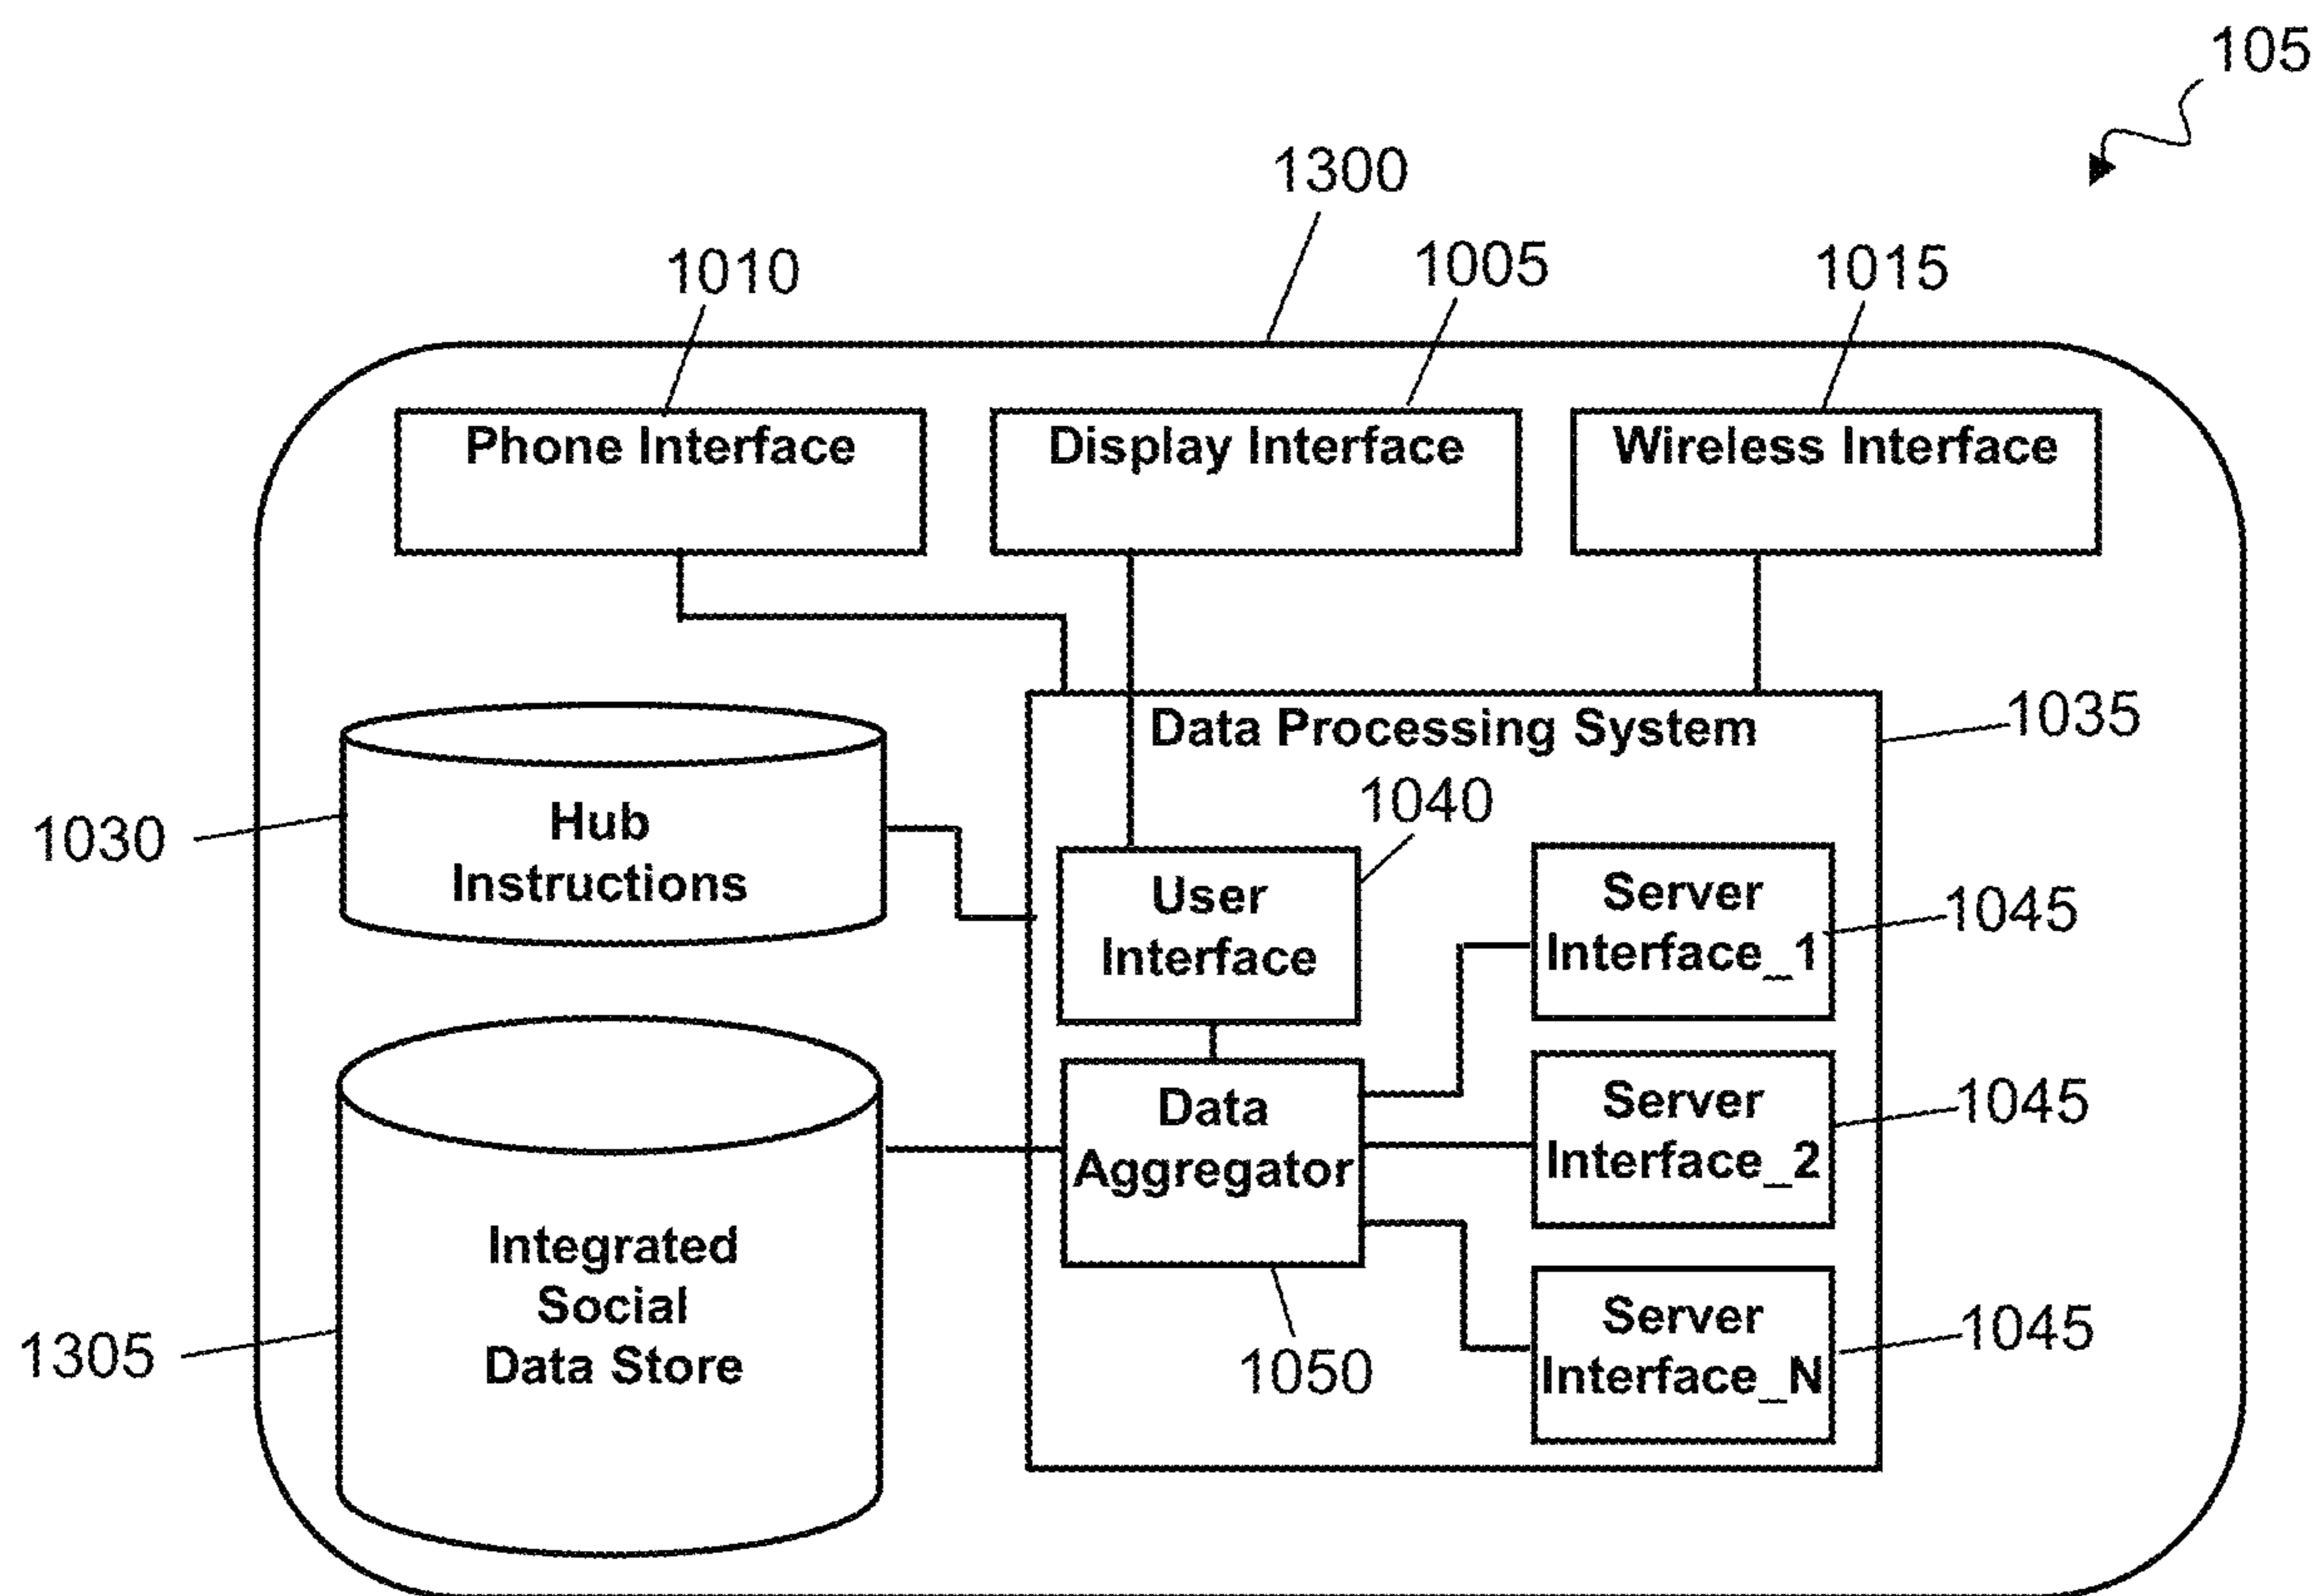 105
1300
1010
1005
1015
Phone Interface
Display Interface
Wireless Interface
Data Processing System
1035
1040
1030
Hub
Instructions
User
Interface
Server
Interface_1
1045
Data
Aggregator
Server
Interface_2
1045
Integrated
Social
Data Store
1305
1050
Server
Interface_N
1045